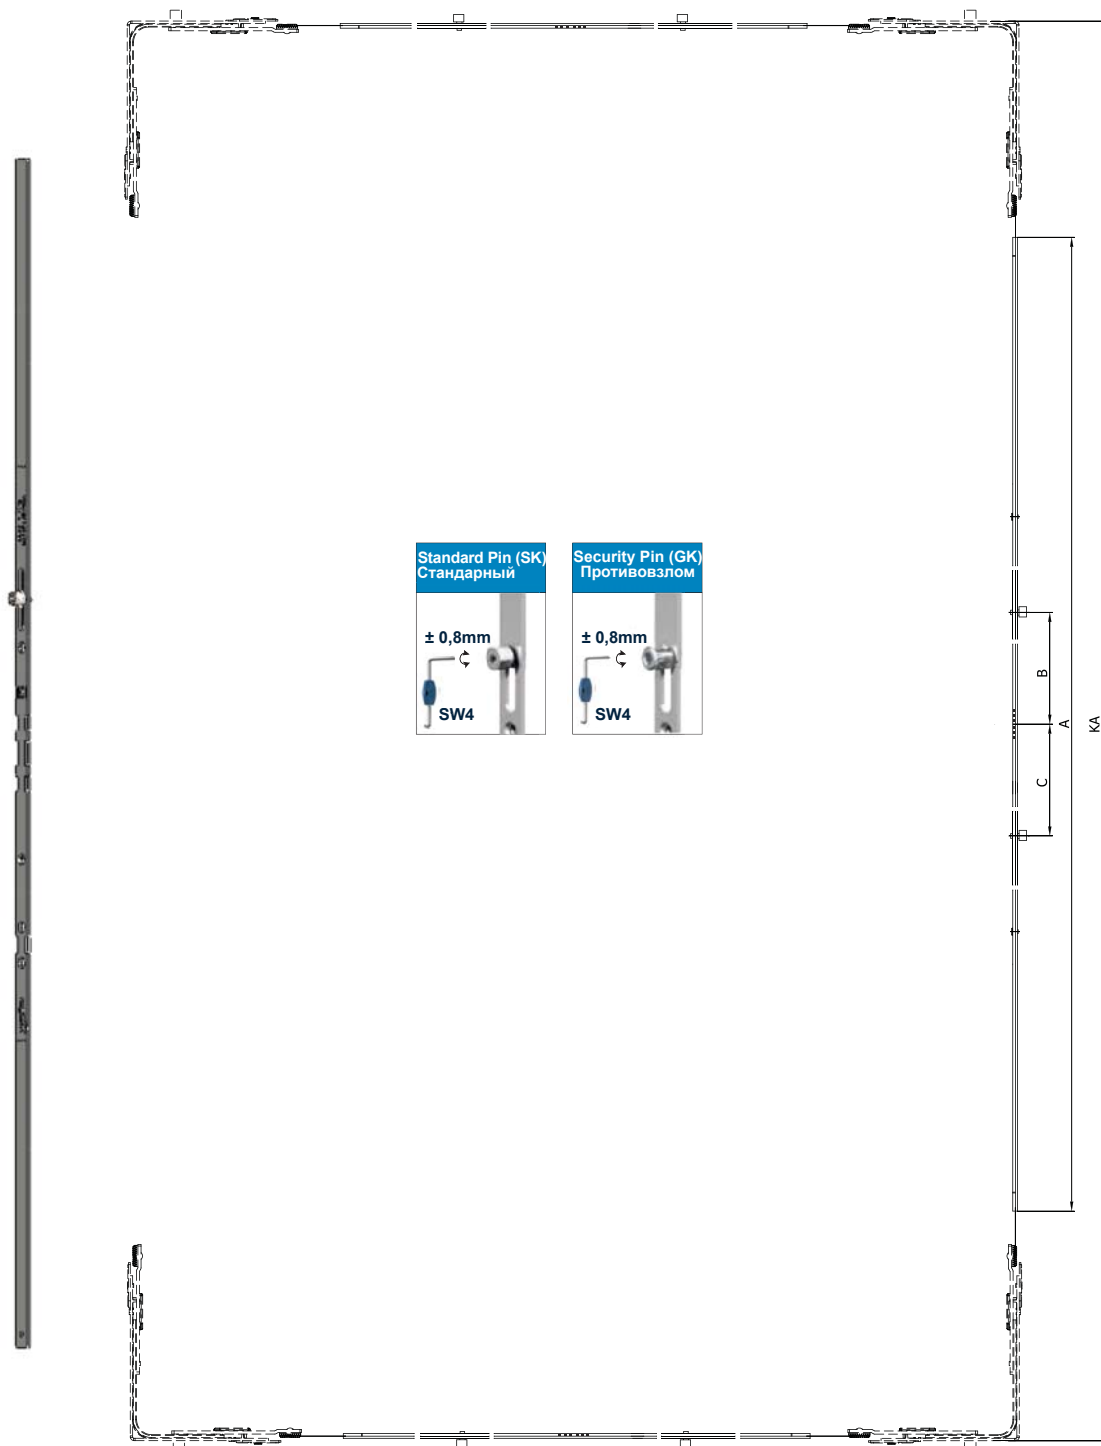 Standard Pin (SK)
Стандарный
± 0,8mm
SW4
Security Pin (GK)
Противовзлом
± 0,8mm
SW4
B
A
KA
C